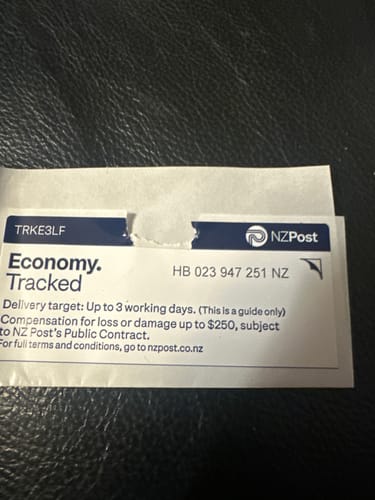 TRKE3LF
NZPost
Economy.
Tracked
HB 023 947 251 NZ
Delivery target: Up to 3 working days. (This is a guide only)
Compensation for loss or damage up to $250, subject
to NZ Post's Public Contract.
For full terms and conditions, go to nzpost.co.nz